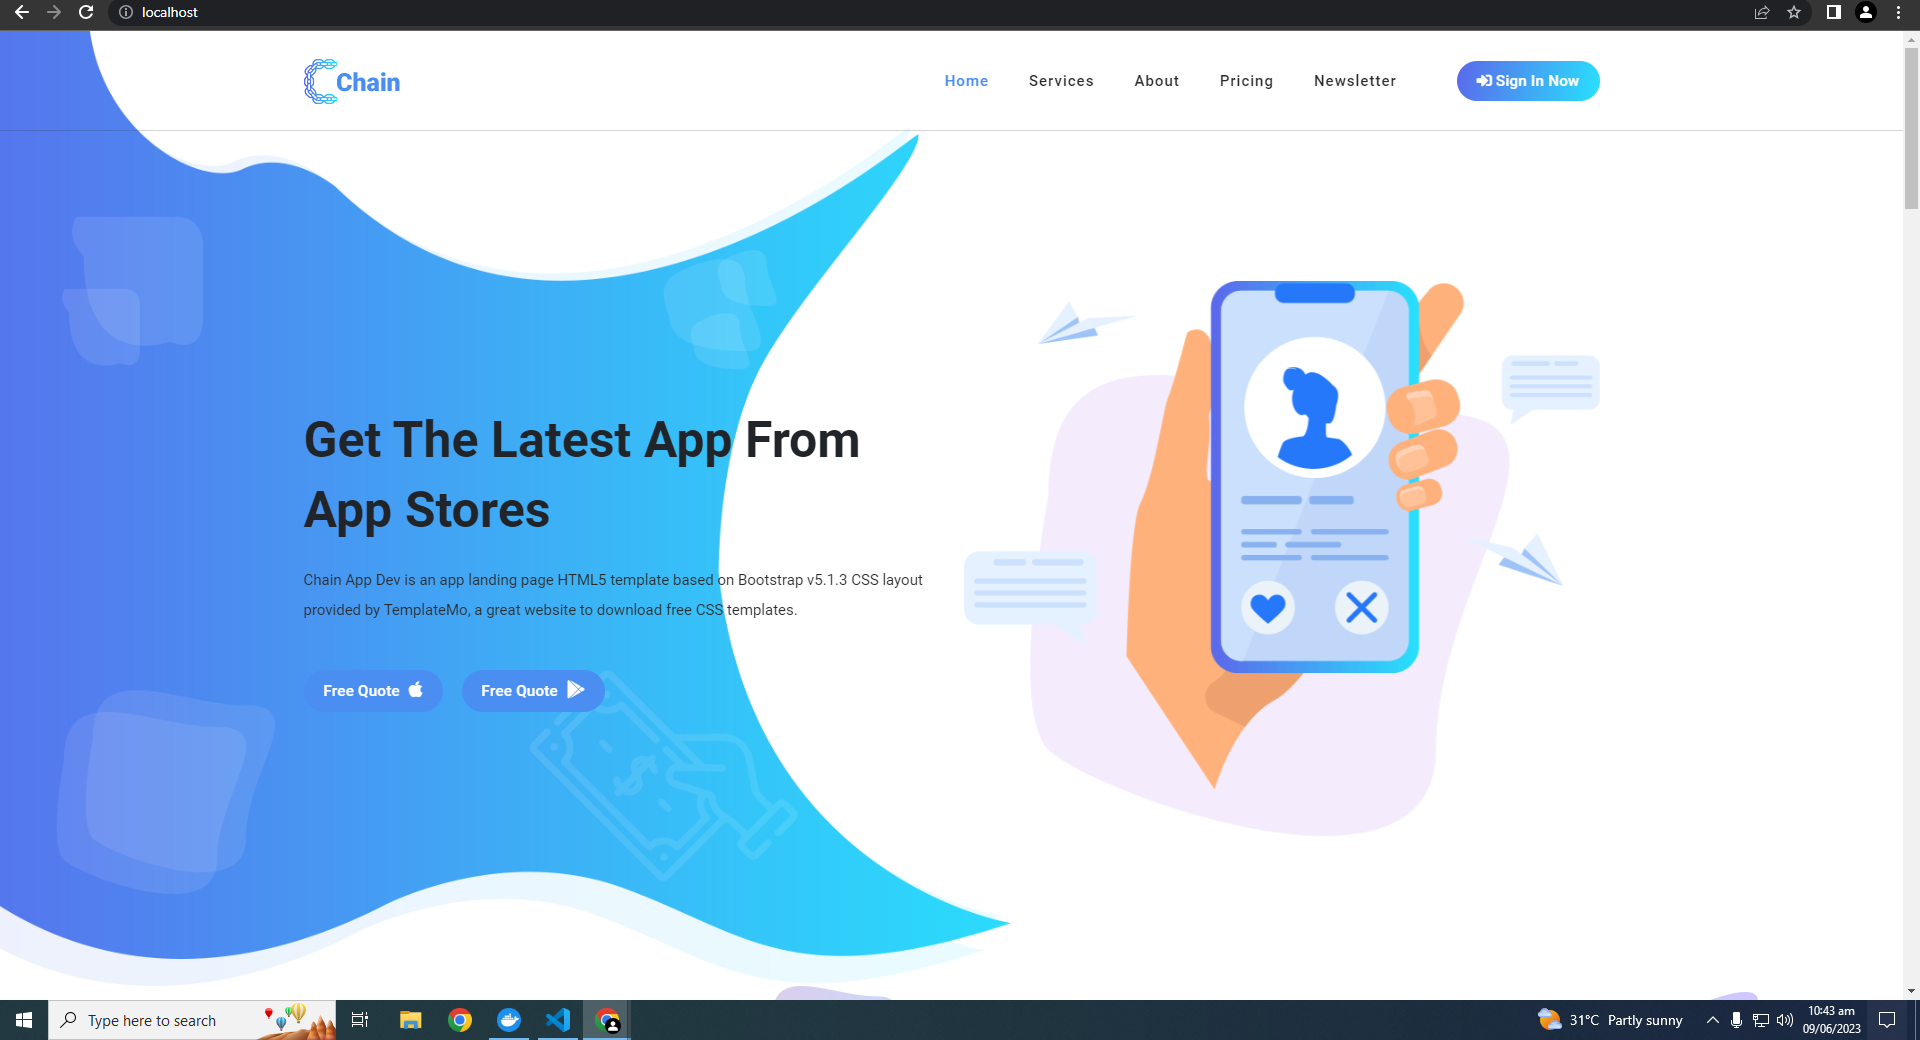 localhost
Chain
Home Services About Pricing Newsletter Sign In Now
Get The Latest App From
App Stores
Chain App Dev is an app landing page HTML5 template based on Bootstrap v5.1.3 CSS layout
provided by TemplateMo, a great website to download free CSS templates.
Free Quote Free Quote
$
Type here to search
31°C Partly sunny
10:43 am
09/06/2023